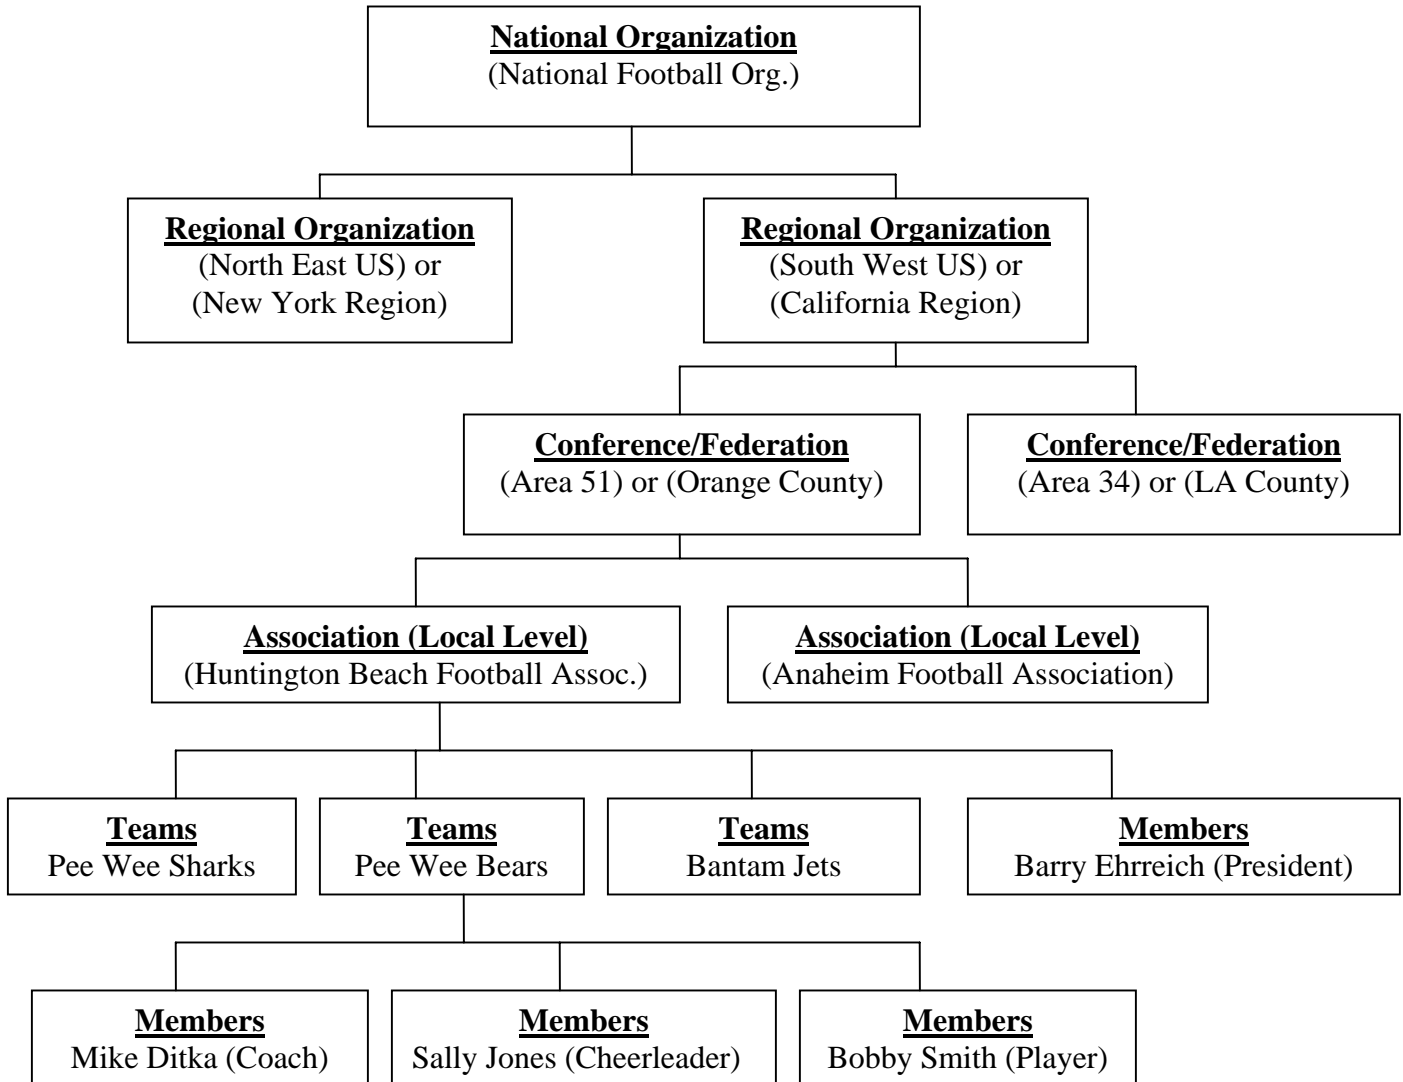 National Organization
(National Football Org.)
Regional Organization
(North East US) or
(New York Region)
Regional Organization
(South West US) or
(California Region)
Conference/Federation
(Area 51) or (Orange County)
Conference/Federation
(Area 34) or (LA County)
Association (Local Level)
(Huntington Beach Football Assoc.)
Association (Local Level)
(Anaheim Football Association)
Teams
Pee Wee Sharks
Teams
Pee Wee Bears
Teams
Bantam Jets
Members
Barry Ehrreich (President)
Members
Mike Ditka (Coach)
Members
Sally Jones (Cheerleader)
Members
Bobby Smith (Player)